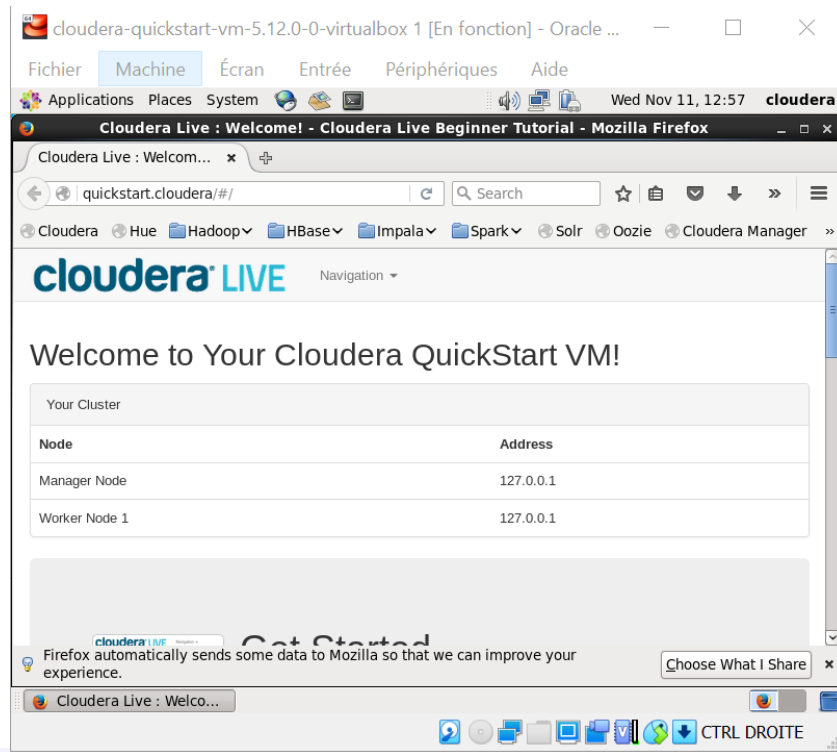 cloudera-quickstart-vm-5.12.0-0-virtualbox 1 [En fonction] - Oracle ...
Fichier Machine Écran Entrée Périphériques Aide
Applications Places System Wed Nov 11, 12:57 cloudera
Cloudera Live : Welcome! - Cloudera Live Beginner Tutorial - Mozilla Firefox
Cloudera Live : Welcom...
quickstart.cloudera/#/ Search
Cloudera Hue Hadoop HBase Impala Spark Solr Oozie Cloudera Manager »
cloudera LIVE Navigation
Welcome to Your Cloudera QuickStart VM!
Your Cluster
Node Address
Manager Node 127.0.0.1
Worker Node 1 127.0.0.1
cloudera LIVE Get Started
Firefox automatically sends some data to Mozilla so that we can improve your
experience.
Choose What I Share
Cloudera Live : Welco...
CTRL DROITE